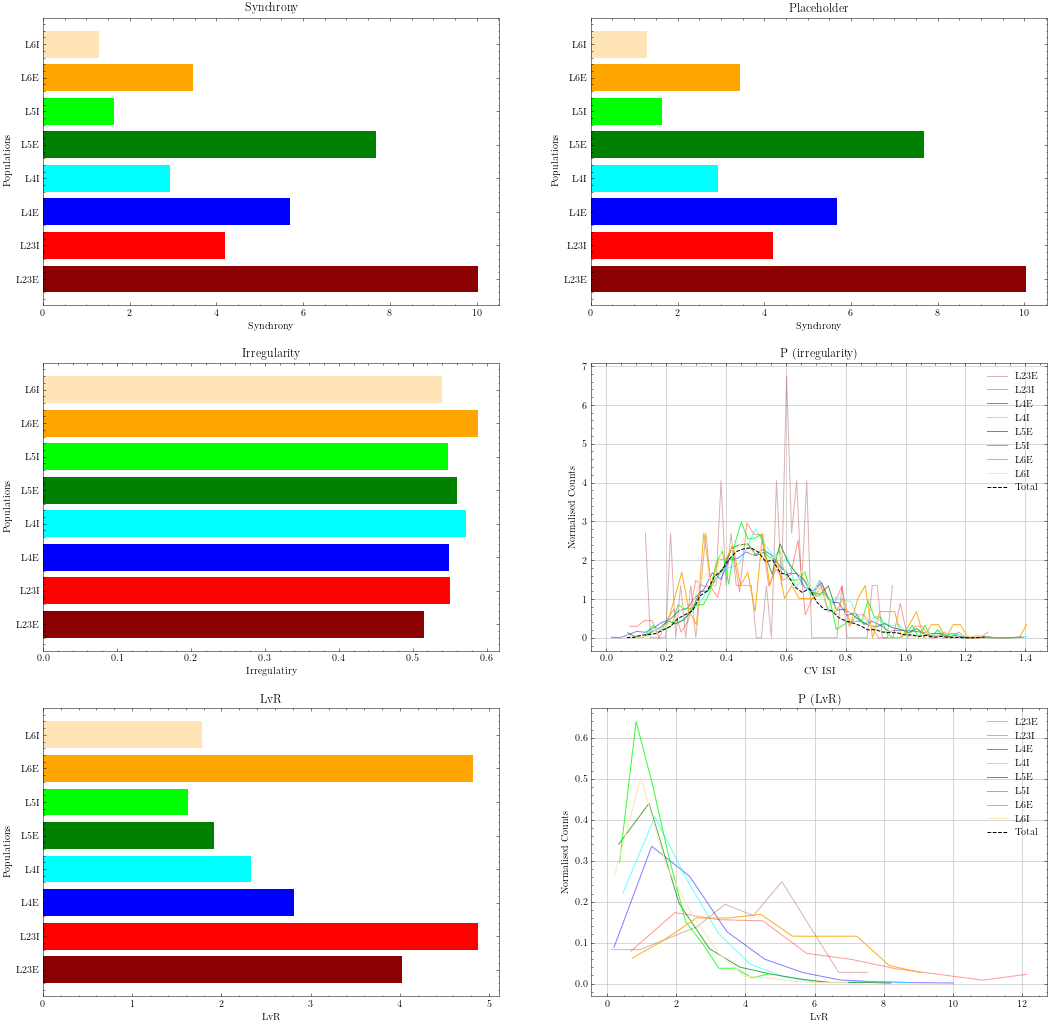 Synchrony
Populations
L6I
L6E
L5I
L5E
L4I
L4E
L23I
L23E
0 2 4 6 8 10
Synchrony
Placeholder
Populations
L6I
L6E
L5I
L5E
L4I
L4E
L23I
L23E
0 2 4 6 8 10
Synchrony
Irregularity
Populations
L6I
L6E
L5I
L5E
L4I
L4E
L23I
L23E
0.0 0.1 0.2 0.3 0.4 0.5 0.6
Irregulatiry
P (irregularity)
Normalised Counts
7
6
5
4
3
2
1
0
0.0 0.2 0.4 0.6 0.8 1.0 1.2 1.4
CV ISI
L23E
L23I
L4E
L4I
L5E
L5I
L6E
L6I
Total
LvR
Populations
L6I
L6E
L5I
L5E
L4I
L4E
L23I
L23E
0 1 2 3 4 5
LvR
P (LvR)
Normalised Counts
0.6
0.5
0.4
0.3
0.2
0.1
0.0
0 2 4 6 8 10 12
LvR
L23E
L23I
L4E
L4I
L5E
L5I
L6E
L6I
Total